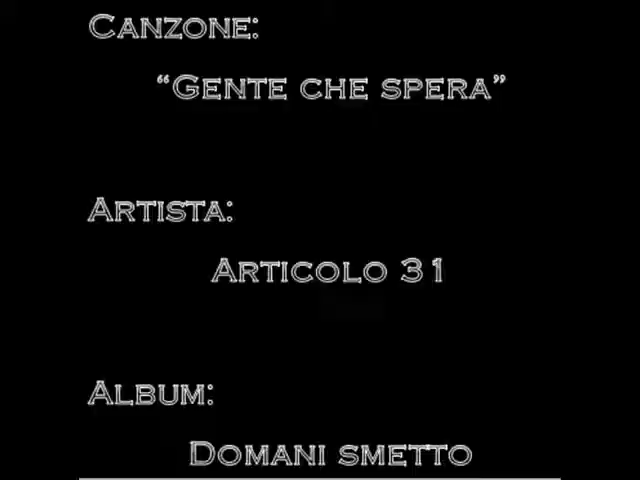 Canzone:
“Gente che spera”
Artista:
Articolo 31
Album:
Domani smetto